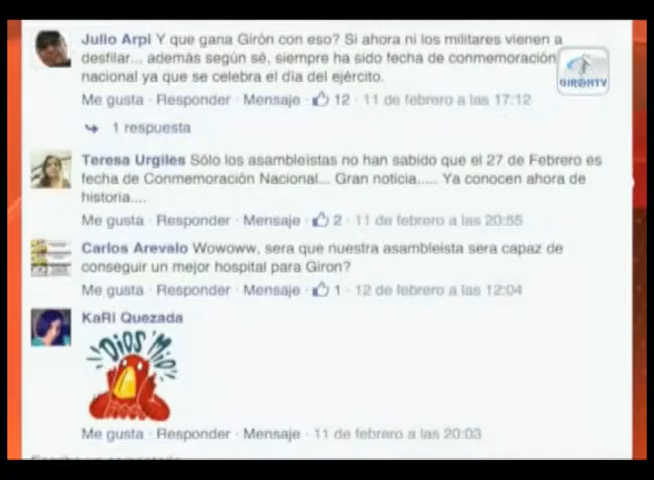 Julio Arpi Y que gana Girón con eso? Si ahora ni los militares vienen a
desfilar... además según sé, siempre ha sido fecha de conmemoración
nacional ya que se celebra el día del ejército.
Me gusta · Responder · Mensaje · 12 · 11 de febrero a las 17:12
1 respuesta
GIRONTV
Teresa Urgiles Sólo los asambleístas no han sabido que el 27 de Febrero es
fecha de Conmemoración Nacional... Gran noticia..... Ya conocen ahora de
historia....
Me gusta · Responder · Mensaje · 2 · 11 de febrero a las 20:55
Carlos Arevalo Wowoww, sera que nuestra asambleista sera capaz de
conseguir un mejor hospital para Giron?
Me gusta · Responder · Mensaje · 1 · 12 de febrero a las 12:04
KaRI Quezada
¡DIOS MÍO!
Me gusta · Responder · Mensaje · 11 de febrero a las 20:03